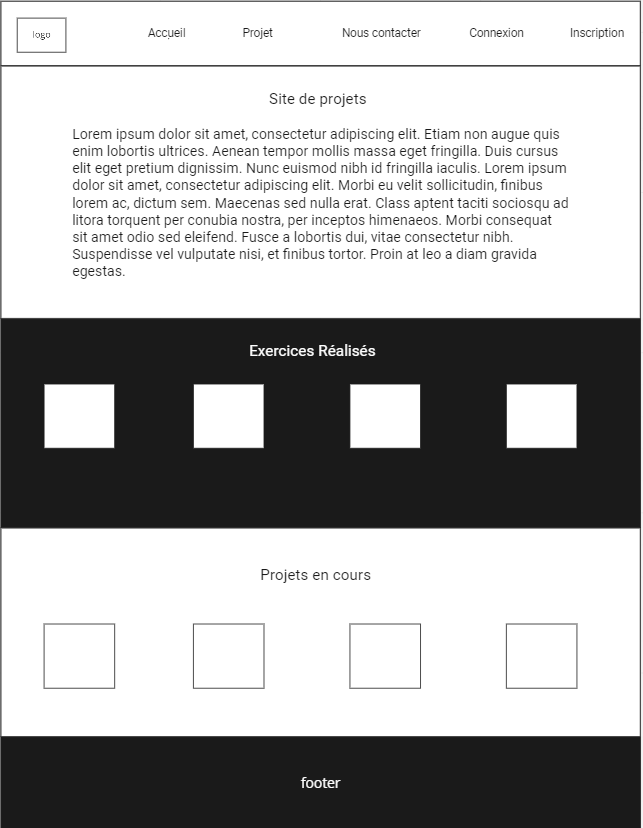 logo
Accueil Projet Nous contacter Connexion Inscription
Site de projets
Lorem ipsum dolor sit amet, consectetur adipiscing elit. Etiam non augue quis
enim lobortis ultrices. Aenean tempor mollis massa eget fringilla. Duis cursus
elit eget pretium dignissim. Nunc euismod nibh id fringilla iaculis. Lorem ipsum
dolor sit amet, consectetur adipiscing elit. Morbi eu velit sollicitudin, finibus
lorem ac, dictum sem. Maecenas sed nulla erat. Class aptent taciti sociosqu ad
litora torquent per conubia nostra, per inceptos himenaeos. Morbi consequat
sit amet odio sed eleifend. Fusce a lobortis dui, vitae consectetur nibh.
Suspendisse vel vulputate nisi, et finibus tortor. Proin at leo a diam gravida
egestas.
Exercices Réalisés
Projets en cours
footer